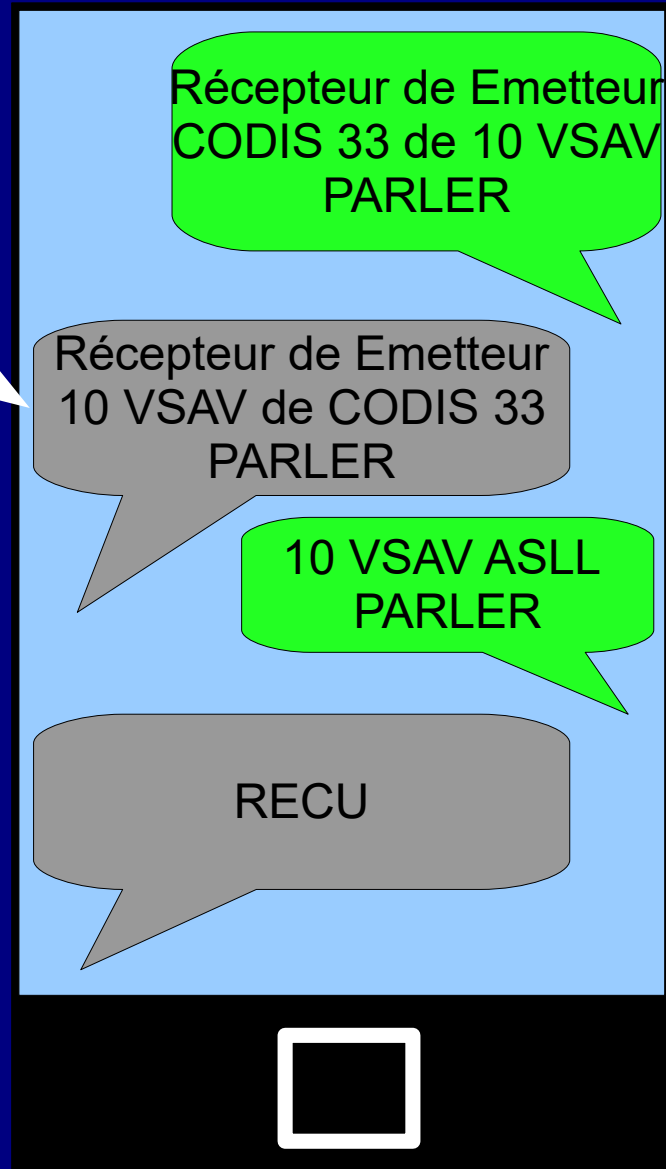 Récepteur de Emetteur
CODIS 33 de 10 VSAV
PARLER
Récepteur de Emetteur
10 VSAV de CODIS 33
PARLER
10 VSAV ASLL
PARLER
RECU